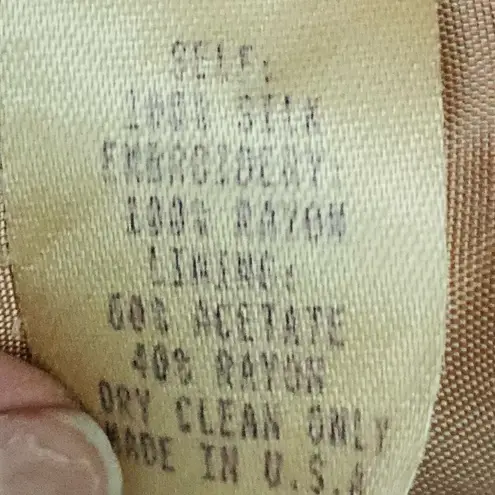 SELF:
100% SILK
EMBROIDERY:
100% RAYON
LINING:
60% ACETATE
40% RAYON
DRY CLEAN ONLY
MADE IN U.S.A